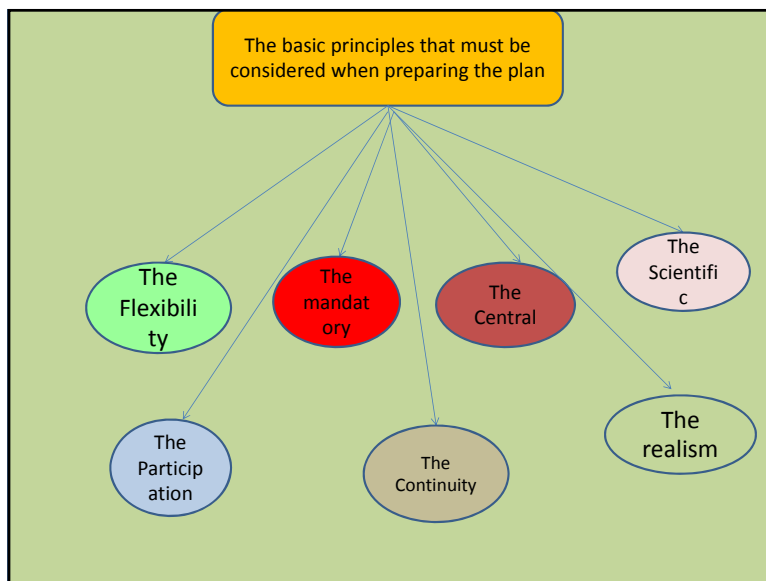 The basic principles that must be
considered when preparing the plan
The
Flexibili
ty
The
mandat
ory
The
Central
The
Scientifi
c
The
Particip
ation
The
Continuity
The
realism